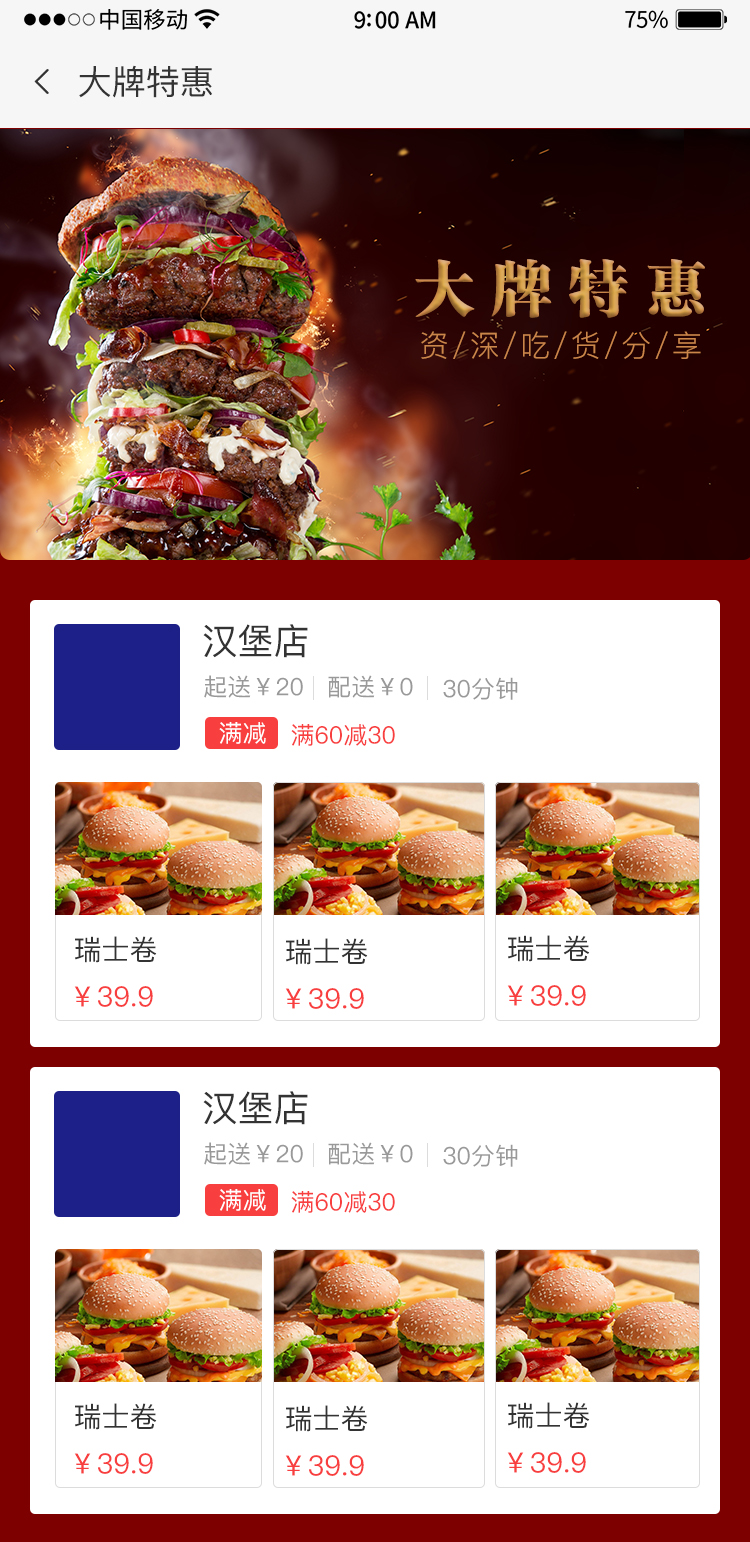 中国移动 9:00 AM 75%
大牌特惠
大牌特惠
资/深/吃/货/分/享
汉堡店
起送￥20 配送￥0 30分钟
满减 满60减30
瑞士卷 瑞士卷 瑞士卷
￥39.9 ￥39.9 ￥39.9
汉堡店
起送￥20 配送￥0 30分钟
满减 满60减30
瑞士卷 瑞士卷 瑞士卷
￥39.9 ￥39.9 ￥39.9